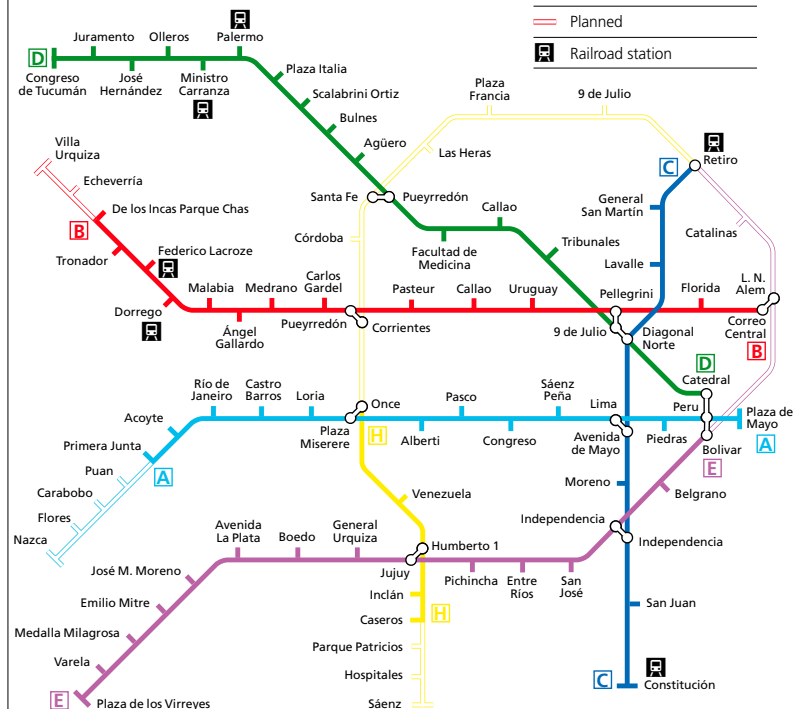 Planned
Railroad station
Juramento
Olleros
Palermo
D
Congreso
de Tucumán
José
Hernández
Ministro
Carranza
Plaza Italia
Scalabrini Ortiz
Bulnes
Agüero
Plaza
Francia
9 de Julio
Las Heras
Retiro
C
Villa
Urquiza
Echeverría
De los Incas Parque Chas
B
Tronador
Federico Lacroze
Dorrego
Santa Fe
Pueyrredón
Córdoba
Callao
Facultad de
Medicina
Tribunales
General
San Martín
Lavalle
Catalinas
Malabia
Medrano
Carlos
Gardel
Ángel
Gallardo
Pueyrredón
Corrientes
Pasteur
Callao
Uruguay
Pellegrini
Florida
L. N.
Alem
9 de Julio
Diagonal
Norte
Correo
Central
B
D
Catedral
Río de
Janeiro
Castro
Barros
Loria
Once
Pasco
Sáenz
Peña
Lima
Peru
Plaza de
Mayo
Acoyte
Primera Junta
Plaza
Miserere
H
Alberti
Congreso
Avenida
de Mayo
Piedras
Bolivar
A
E
Puan
A
Carabobo
Flores
Nazca
Venezuela
Moreno
Belgrano
Independencia
Independencia
Avenida
La Plata
Boedo
General
Urquiza
Humberto 1
Jujuy
Pichincha
Entre
Ríos
San
José
José M. Moreno
Emilio Mitre
Medalla Milagrosa
Varela
E
Plaza de los Virreyes
Inclán
Caseros
H
Parque Patricios
Hospitales
Sáenz
San Juan
C
Constitución